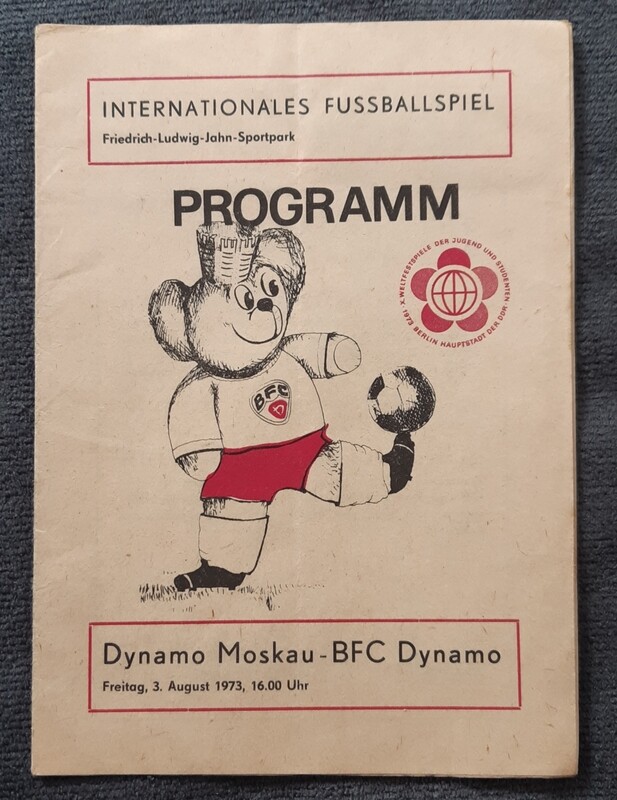 INTERNATIONALES FUSSBALLSPIEL
Friedrich-Ludwig-Jahn-Sportpark
PROGRAMM
X. WELTFESTSPIELE DER JUGEND UND STUDENTEN
· 1973 BERLIN HAUPTSTADT DER DDR ·
BFC
Dynamo Moskau - BFC Dynamo
Freitag, 3. August 1973, 16.00 Uhr